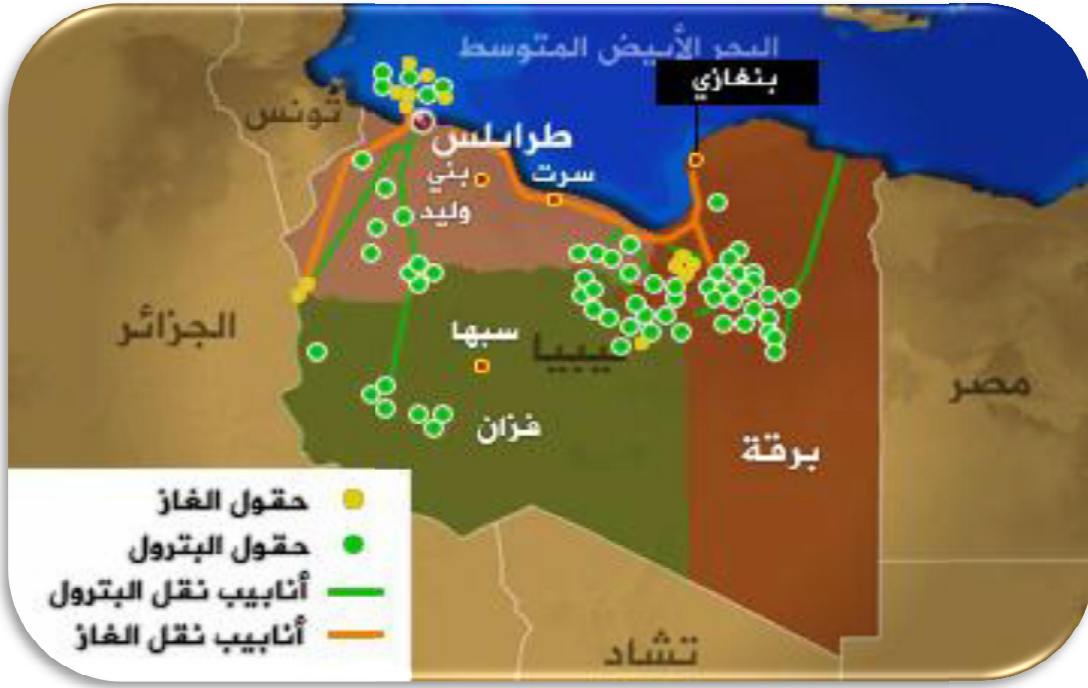 البحر الأبيض المتوسط
بنغازي
تونس
طرابلس
بني
وليد
سرت
الجزائر
سبها
ليبيا
مصر
فزان
برقة
حقول الغاز
حقول البترول
أنابيب نقل البترول
أنابيب نقل الغاز
تشاد